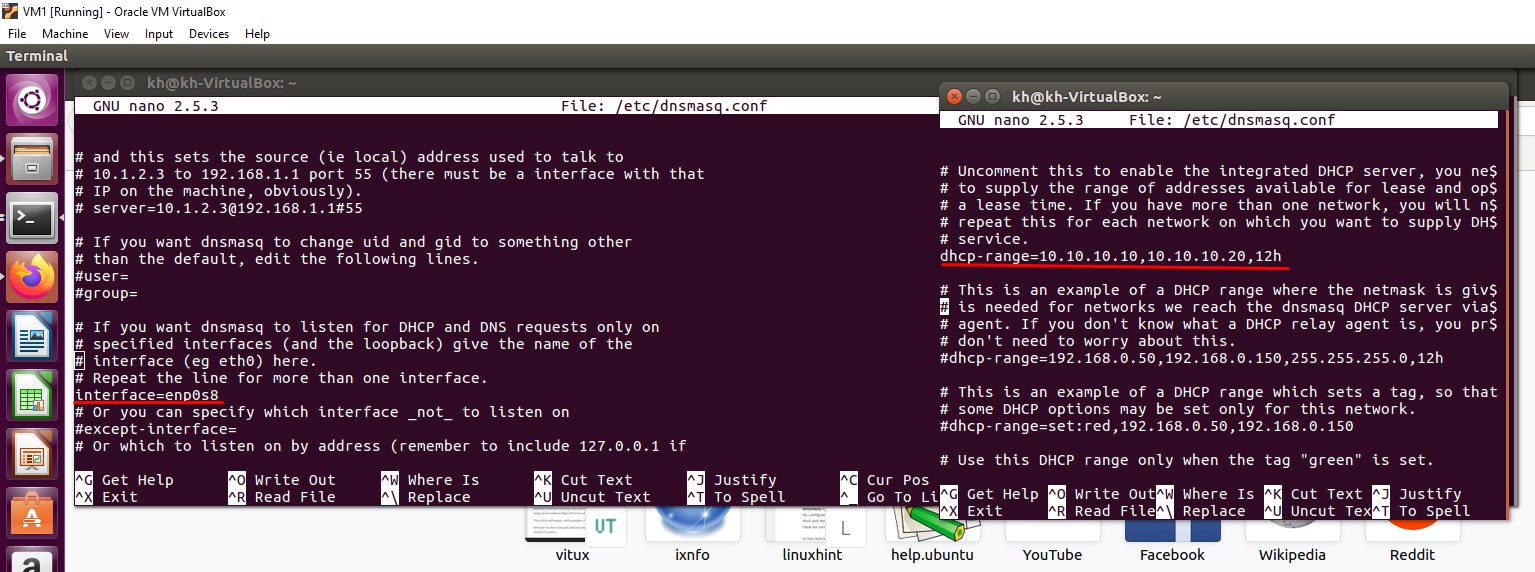 VM1 [Running] - Oracle VM VirtualBox
File Machine View Input Devices Help
Terminal
kh@kh-VirtualBox: ~
GNU nano 2.5.3 File: /etc/dnsmasq.conf
# and this sets the source (ie local) address used to talk to
# 10.1.2.3 to 192.168.1.1 port 55 (there must be a interface with that
# IP on the machine, obviously).
# server=10.1.2.3@192.168.1.1#55
# If you want dnsmasq to change uid and gid to something other
# than the default, edit the following lines.
#user=
#group=
# If you want dnsmasq to listen for DHCP and DNS requests only on
# specified interfaces (and the loopback) give the name of the
# interface (eg eth0) here.
# Repeat the line for more than one interface.
interface=enp0s8
# Or you can specify which interface _not_ to listen on
#except-interface=
# Or which to listen on by address (remember to include 127.0.0.1 if
^G Get Help ^O Write Out ^W Where Is ^K Cut Text ^J Justify ^C Cur Pos
^X Exit ^R Read File ^\ Replace ^U Uncut Text ^T To Spell ^_ Go To Li
kh@kh-VirtualBox: ~
GNU nano 2.5.3 File: /etc/dnsmasq.conf
# Uncomment this to enable the integrated DHCP server, you ne$
# to supply the range of addresses available for lease and op$
# a lease time. If you have more than one network, you will n$
# repeat this for each network on which you want to supply DH$
# service.
dhcp-range=10.10.10.10,10.10.10.20,12h
# This is an example of a DHCP range where the netmask is giv$
# is needed for networks we reach the dnsmasq DHCP server via$
# agent. If you don't know what a DHCP relay agent is, you pr$
# don't need to worry about this.
#dhcp-range=192.168.0.50,192.168.0.150,255.255.255.0,12h
# This is an example of a DHCP range which sets a tag, so that
# some DHCP options may be set only for this network.
#dhcp-range=set:red,192.168.0.50,192.168.0.150
# Use this DHCP range only when the tag "green" is set.
^G Get Help ^O Write Out ^W Where Is ^K Cut Text ^J Justify
^X Exit ^R Read File ^\ Replace ^U Uncut Tex ^T To Spell
VT L
vitux ixnfo linuxhint help.ubuntu YouTube Facebook Wikipedia Reddit